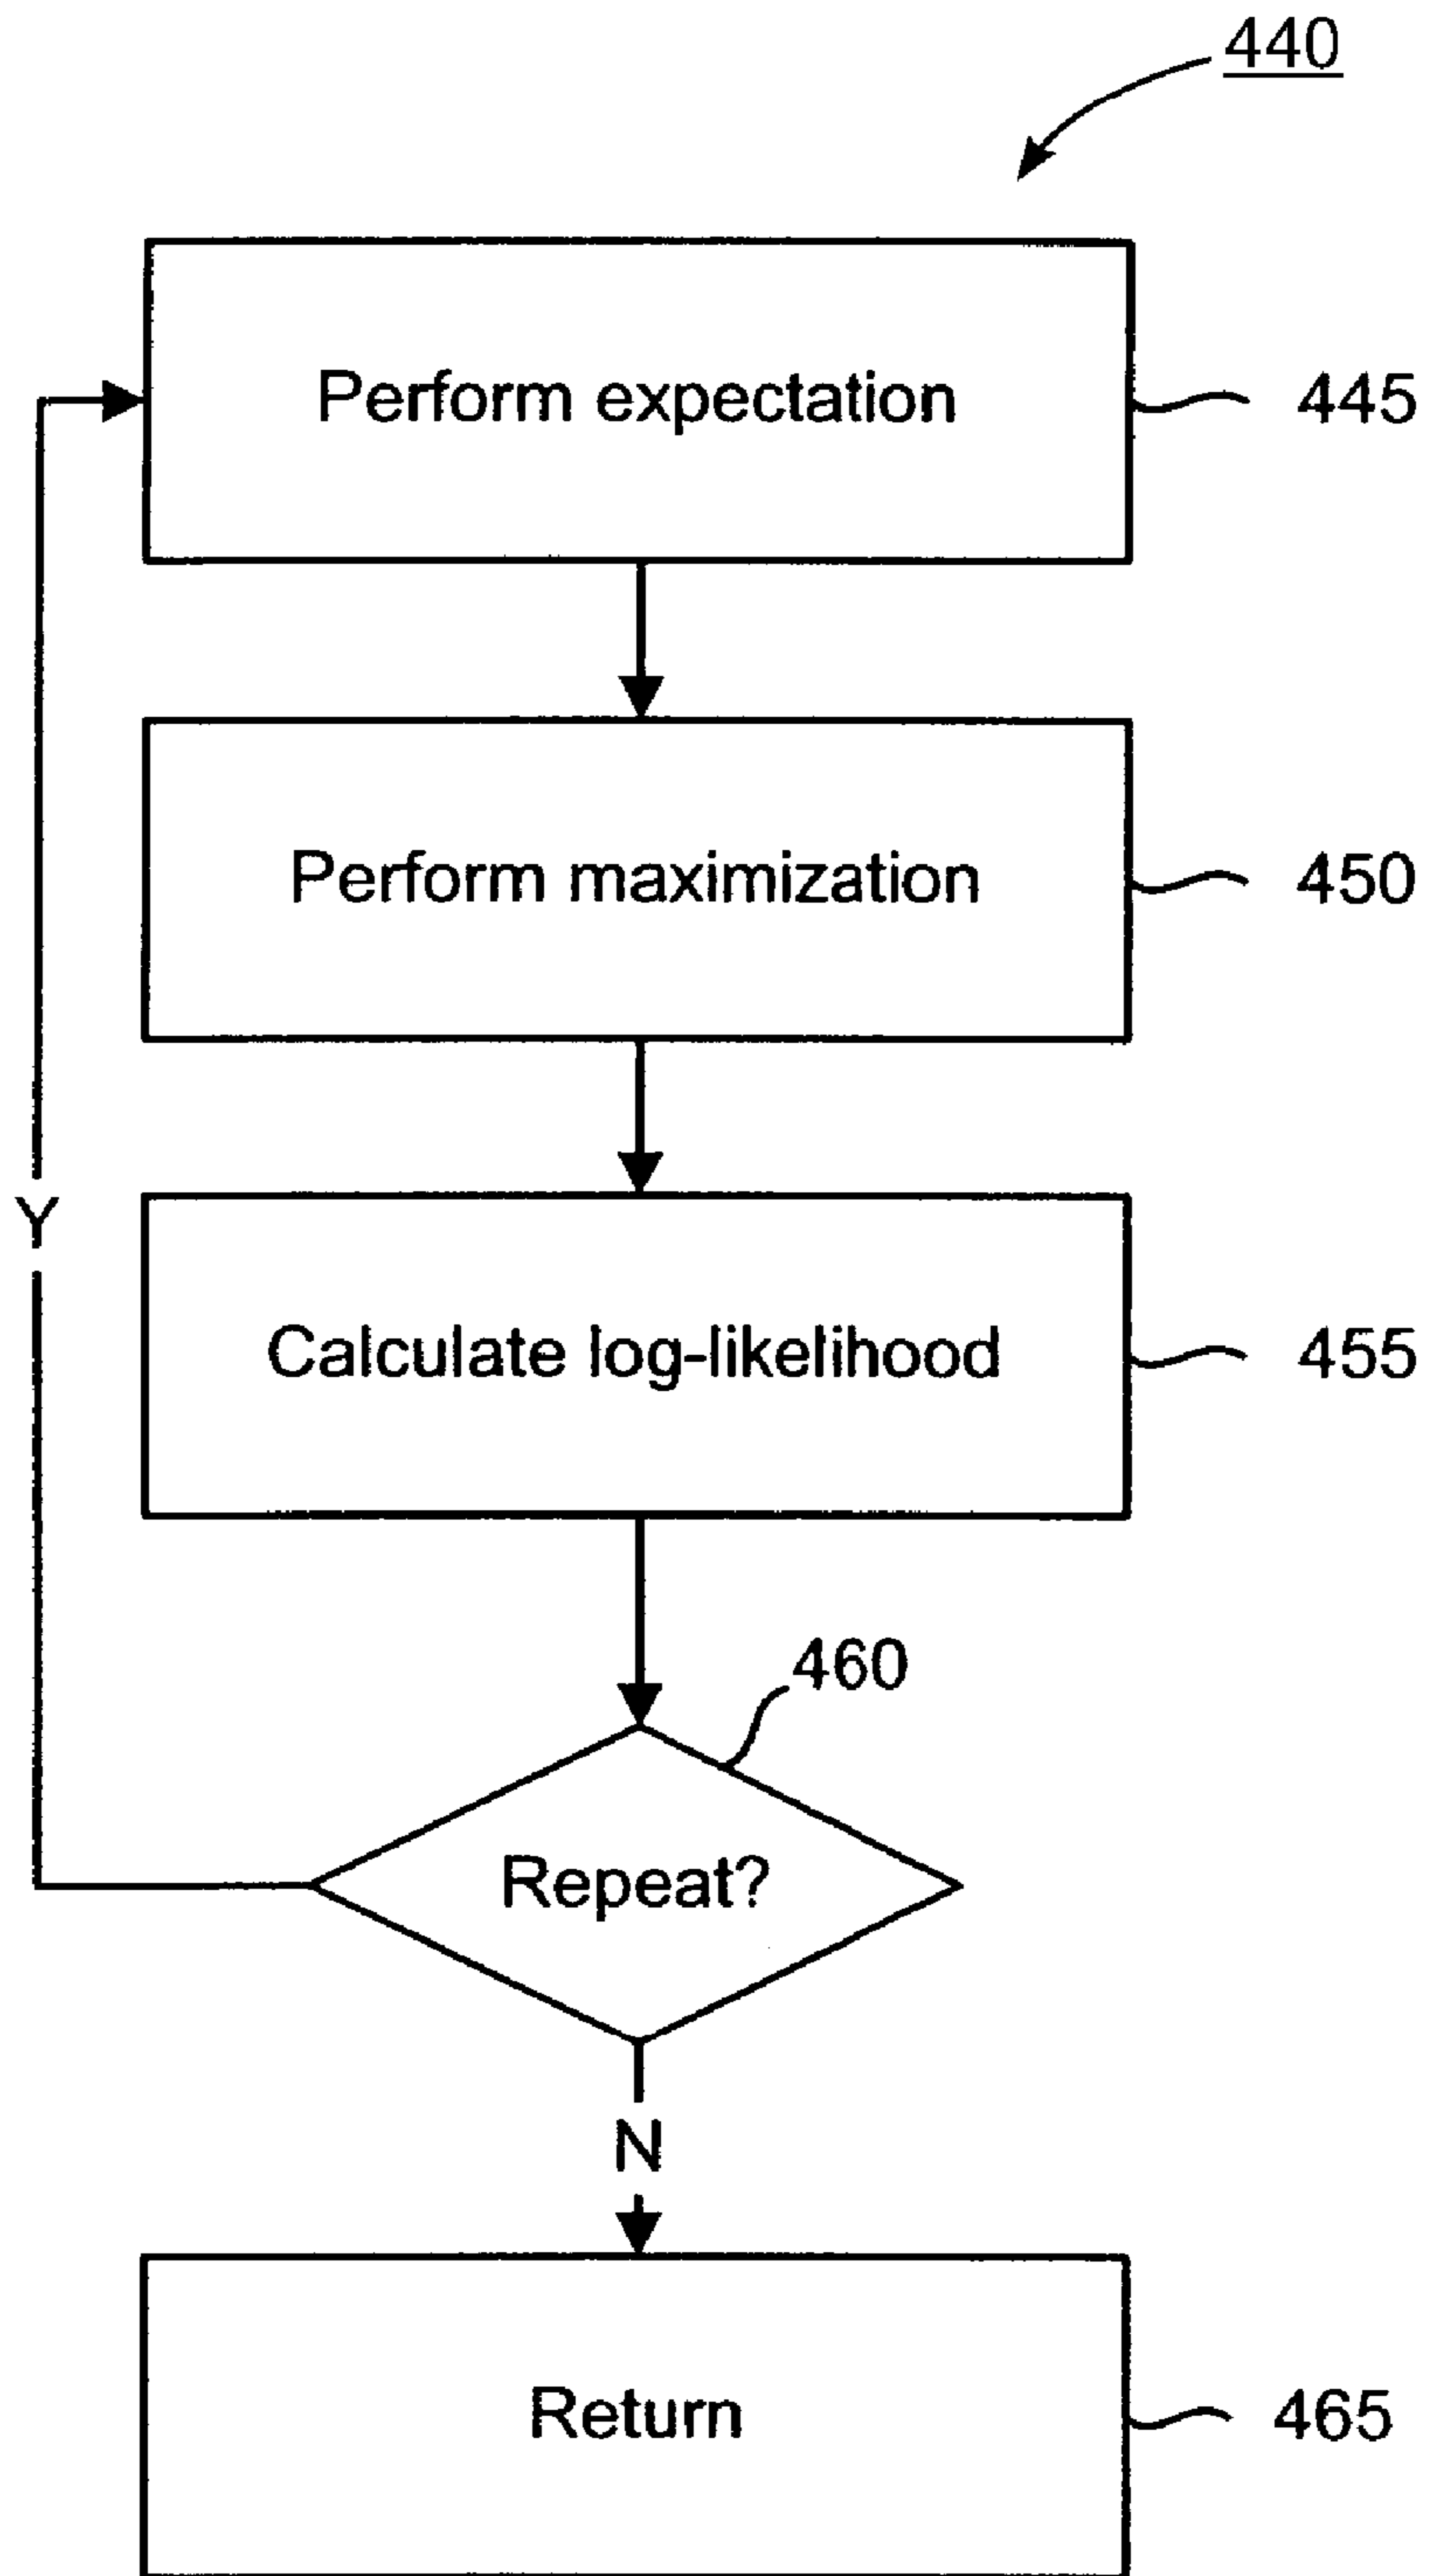 440
Perform expectation
445
Perform maximization
450
Y
Calculate log-likelihood
455
460
Repeat?
N
Return
465